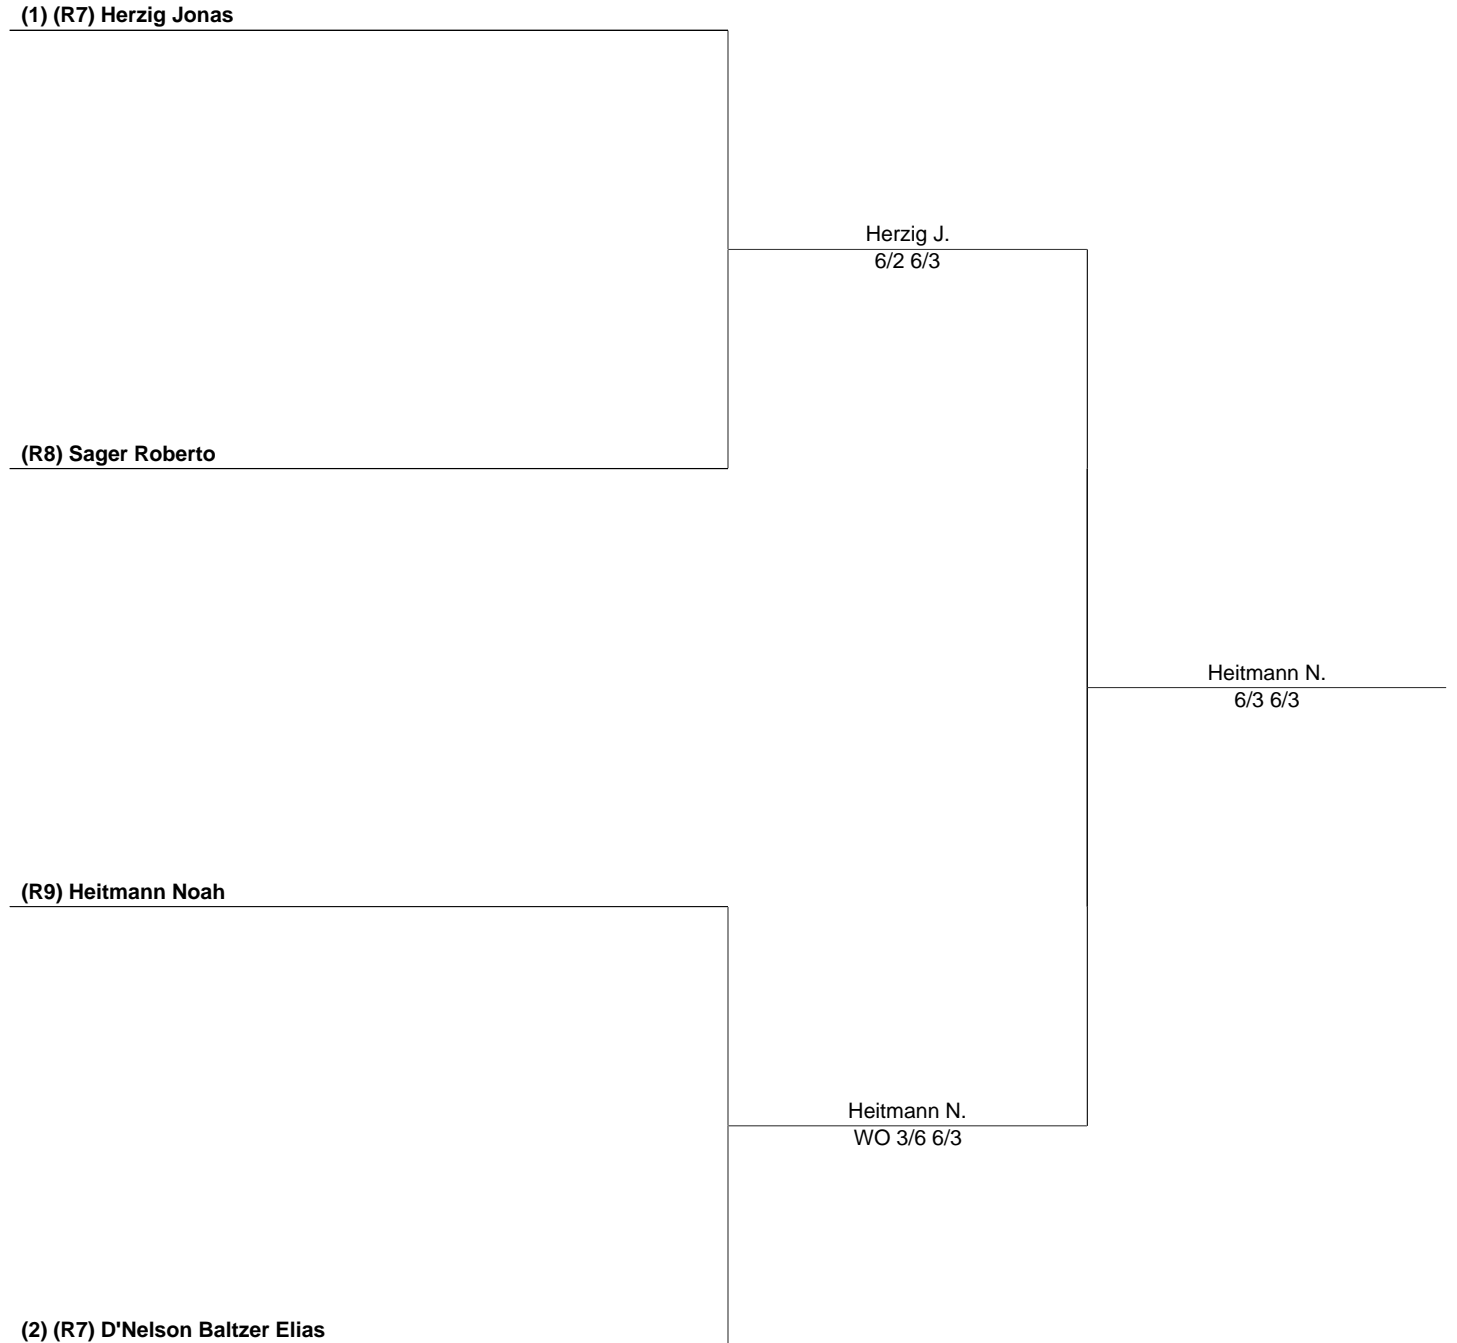 (1) (R7) Herzig Jonas
Herzig J.
6/2 6/3
(R8) Sager Roberto
Heitmann N.
6/3 6/3
(R9) Heitmann Noah
Heitmann N.
WO 3/6 6/3
(2) (R7) D'Nelson Baltzer Elias